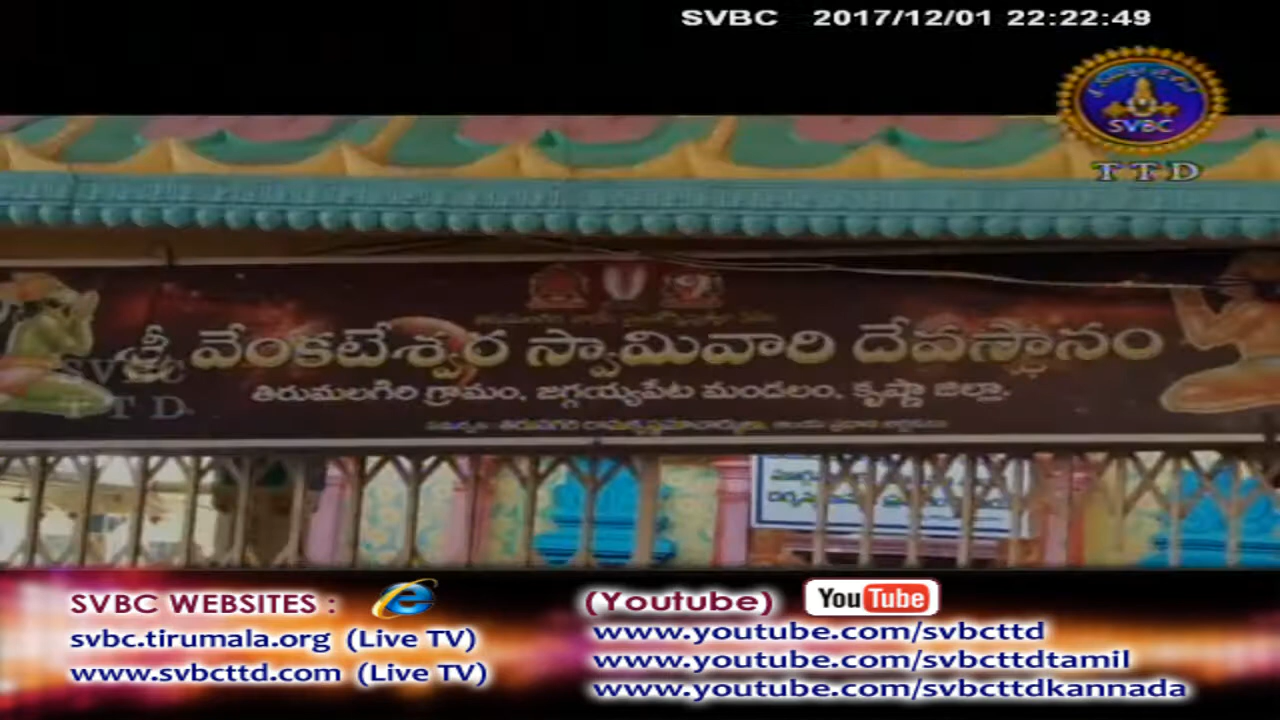 SVBC 2017/12/01 22:22:49
SVBC
T T D
శ్రీ వేంకటేశ్వర స్వామివారి దేవస్థానం
SVBC
T T D
తిరుమలగిరి గ్రామం, జగ్గయ్యపేట మండలం, కృష్ణా జిల్లా.
SVBC WEBSITES :
svbc.tirumala.org (Live TV)
www.svbcttd.com (Live TV)
(Youtube) YouTube
www.youtube.com/svbcttd
www.youtube.com/svbcttdtamil
www.youtube.com/svbcttdkannada